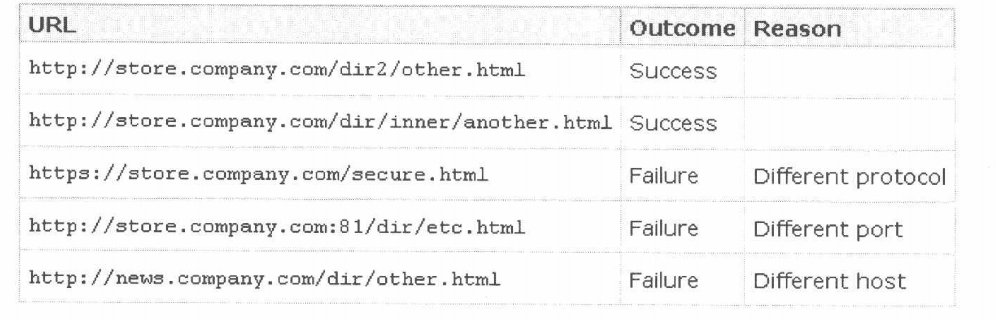 URL Outcome Reason
http://store.company.com/dir2/other.html Success
http://store.company.com/dir/inner/another.html Success
https://store.company.com/secure.html Failure Different protocol
http://store.company.com:81/dir/etc.html Failure Different port
http://news.company.com/dir/other.html Failure Different host